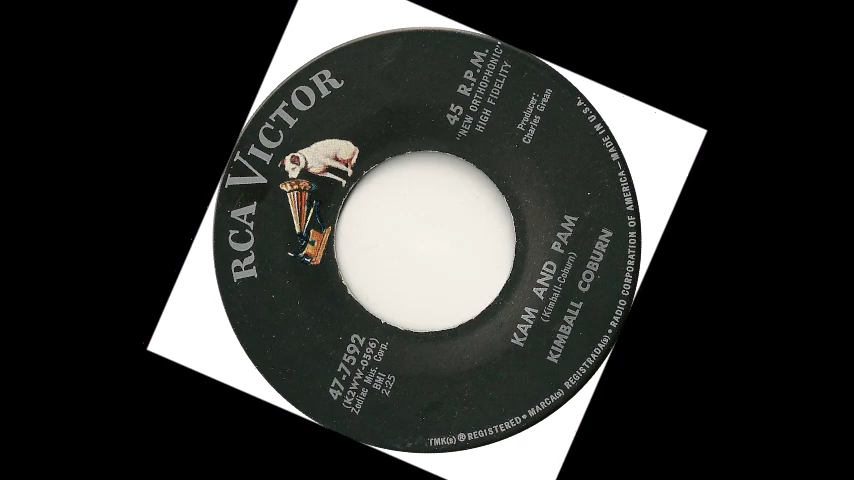 RCA VICTOR
45 R.P.M.
"NEW ORTHOPHONIC"
HIGH FIDELITY
Producer:
Charles Grean
47-7592
(K2WW-0396)
Zodiac Mus. Corp.
BMI
2:25
KAM AND PAM
(Kimball-Coburn)
KIMBALL COBURN
TMK(s) ® REGISTERED • MARCA(s) REGISTRADA(s) • RADIO CORPORATION OF AMERICA—MADE IN U.S.A.